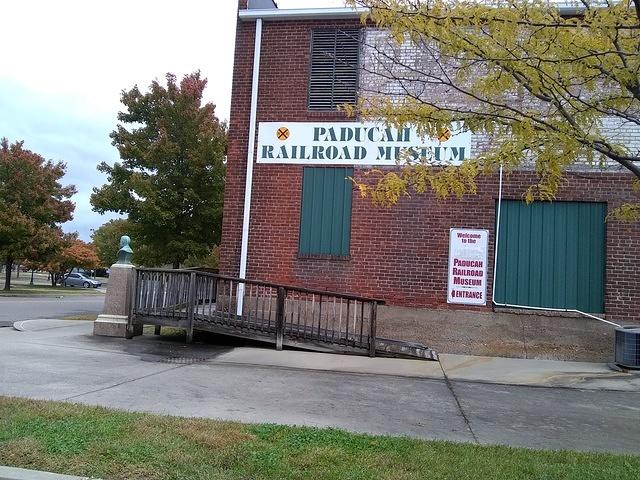 PADUCAH
RAILROAD MUSEUM
Welcome
to the
PADUCAH
RAILROAD
MUSEUM
ENTRANCE